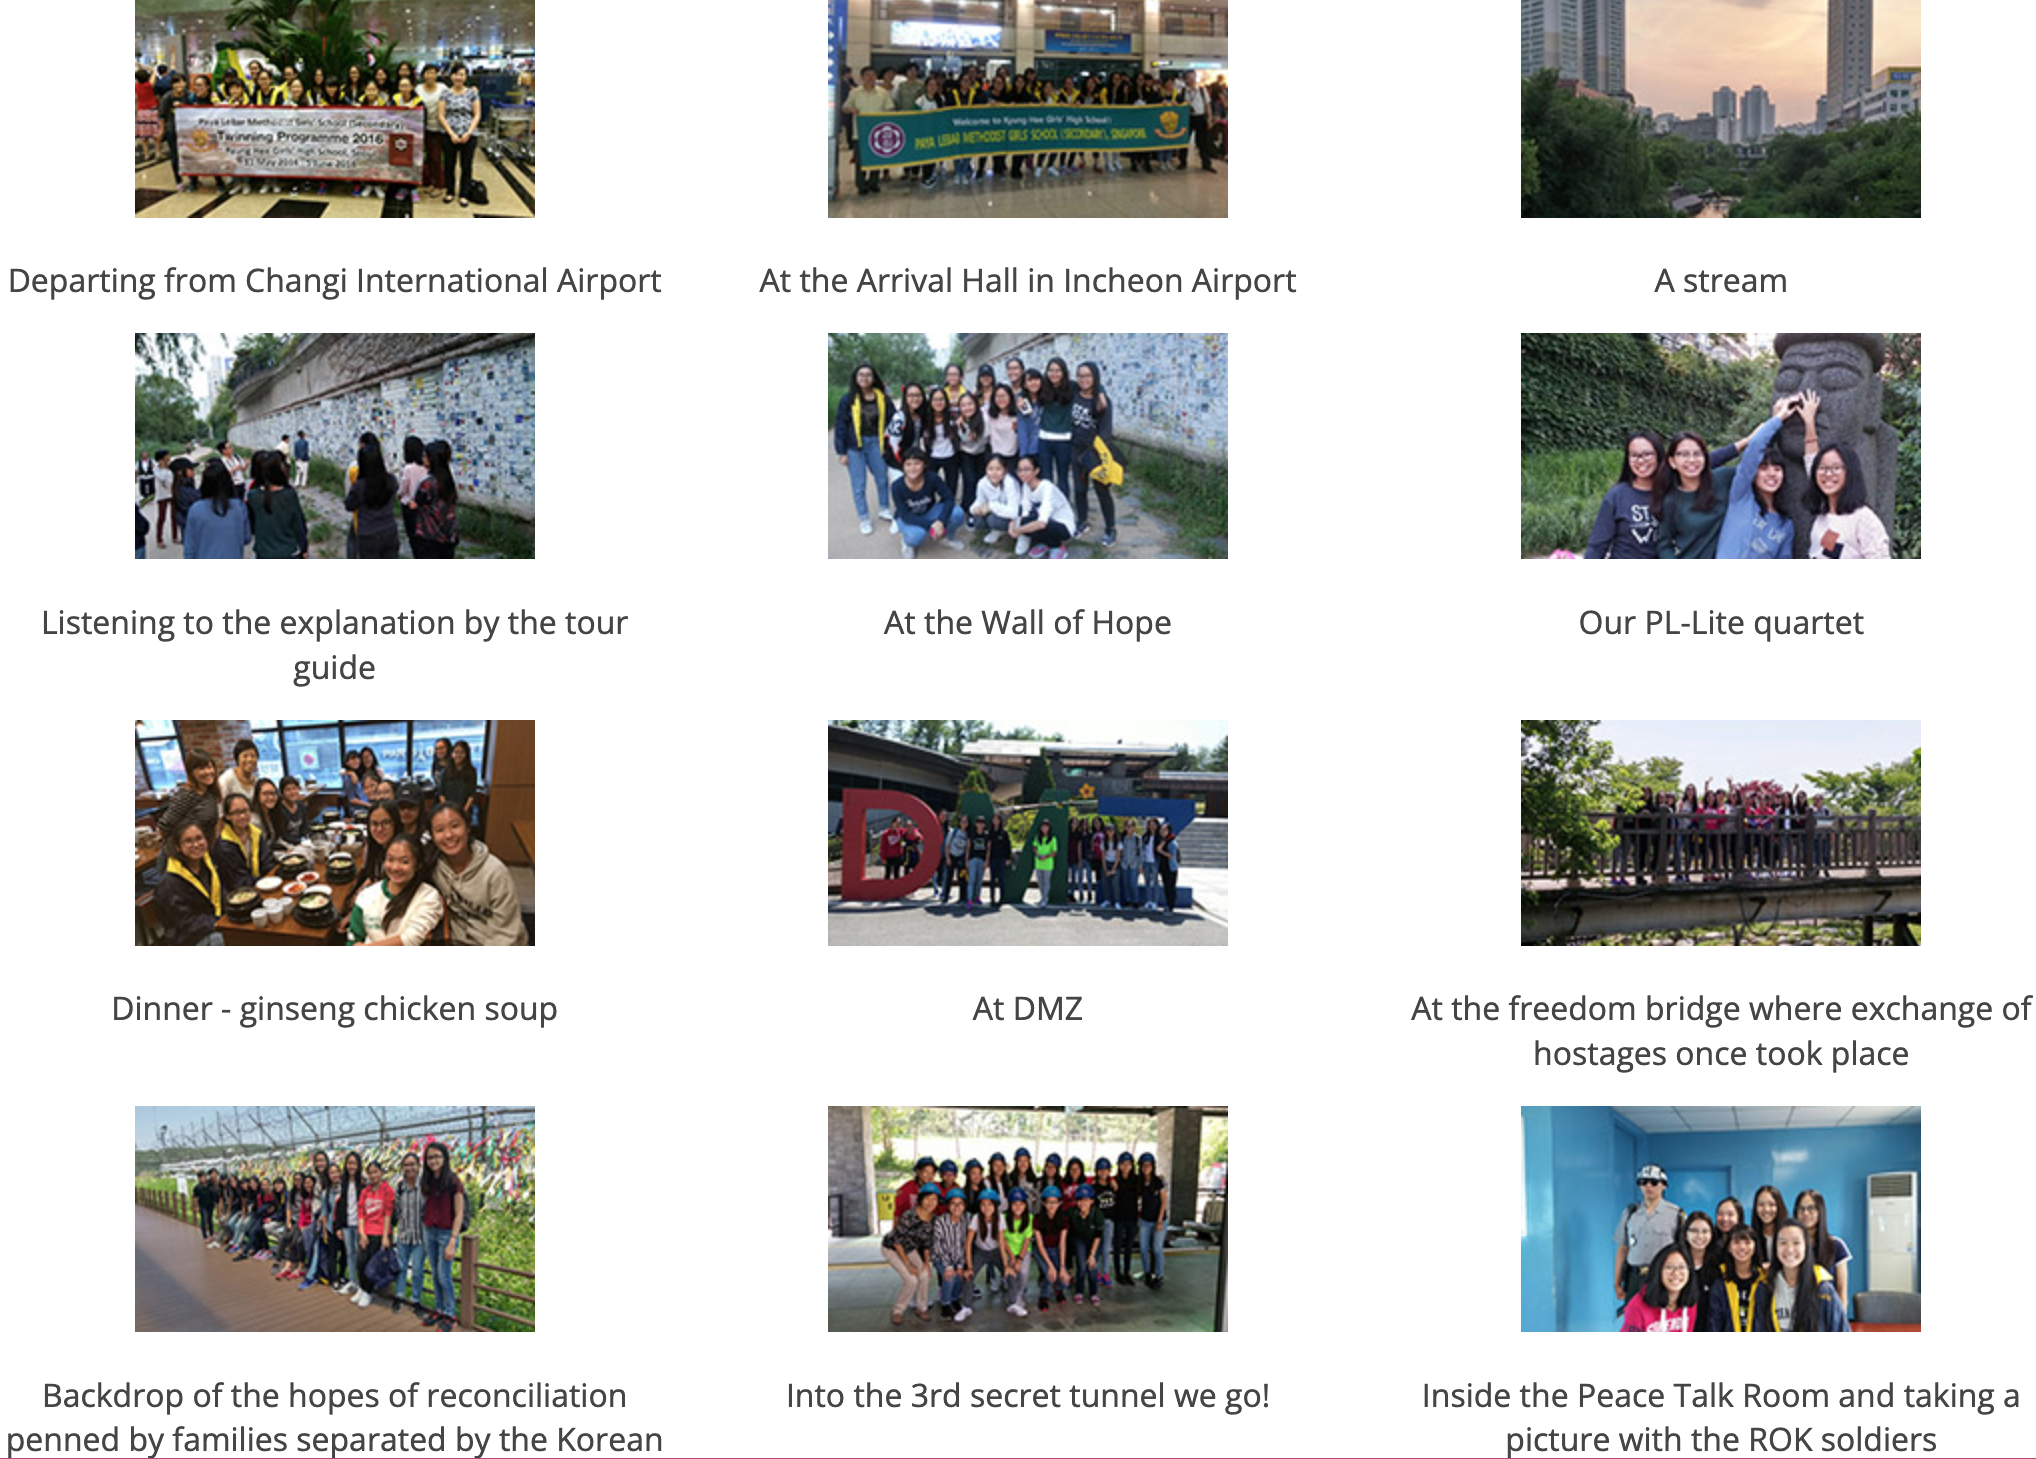 Paya Lebar Methodist Girls' School (Secondary)
Twinning Programme 2016
Kyung Hee Girls' High School, Seoul
31 May 2016 - 5 June 2016
Welcome to Kyung Hee Girls' High School!
PAYA LEBAR METHODIST GIRLS' SCHOOL (SECONDARY), SINGAPORE
Departing from Changi International Airport
At the Arrival Hall in Incheon Airport
A stream
Listening to the explanation by the tour
guide
At the Wall of Hope
Our PL-Lite quartet
DMZ
Dinner - ginseng chicken soup
At DMZ
At the freedom bridge where exchange of
hostages once took place
Backdrop of the hopes of reconciliation
penned by families separated by the Korean
Into the 3rd secret tunnel we go!
Inside the Peace Talk Room and taking a
picture with the ROK soldiers